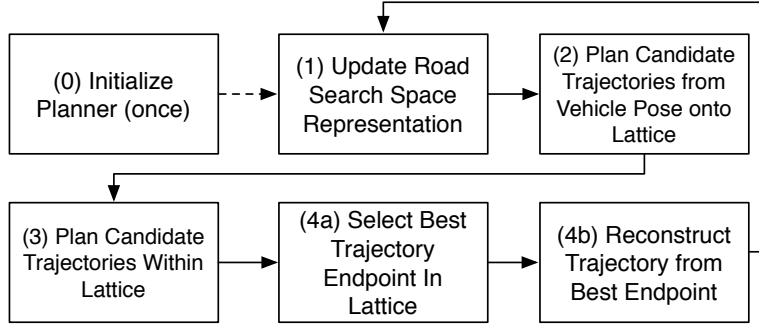 (0) Initialize
Planner (once)
(1) Update Road
Search Space
Representation
(2) Plan Candidate
Trajectories from
Vehicle Pose onto
Lattice
(3) Plan Candidate
Trajectories Within
Lattice
(4a) Select Best
Trajectory
Endpoint In
Lattice
(4b) Reconstruct
Trajectory from
Best Endpoint